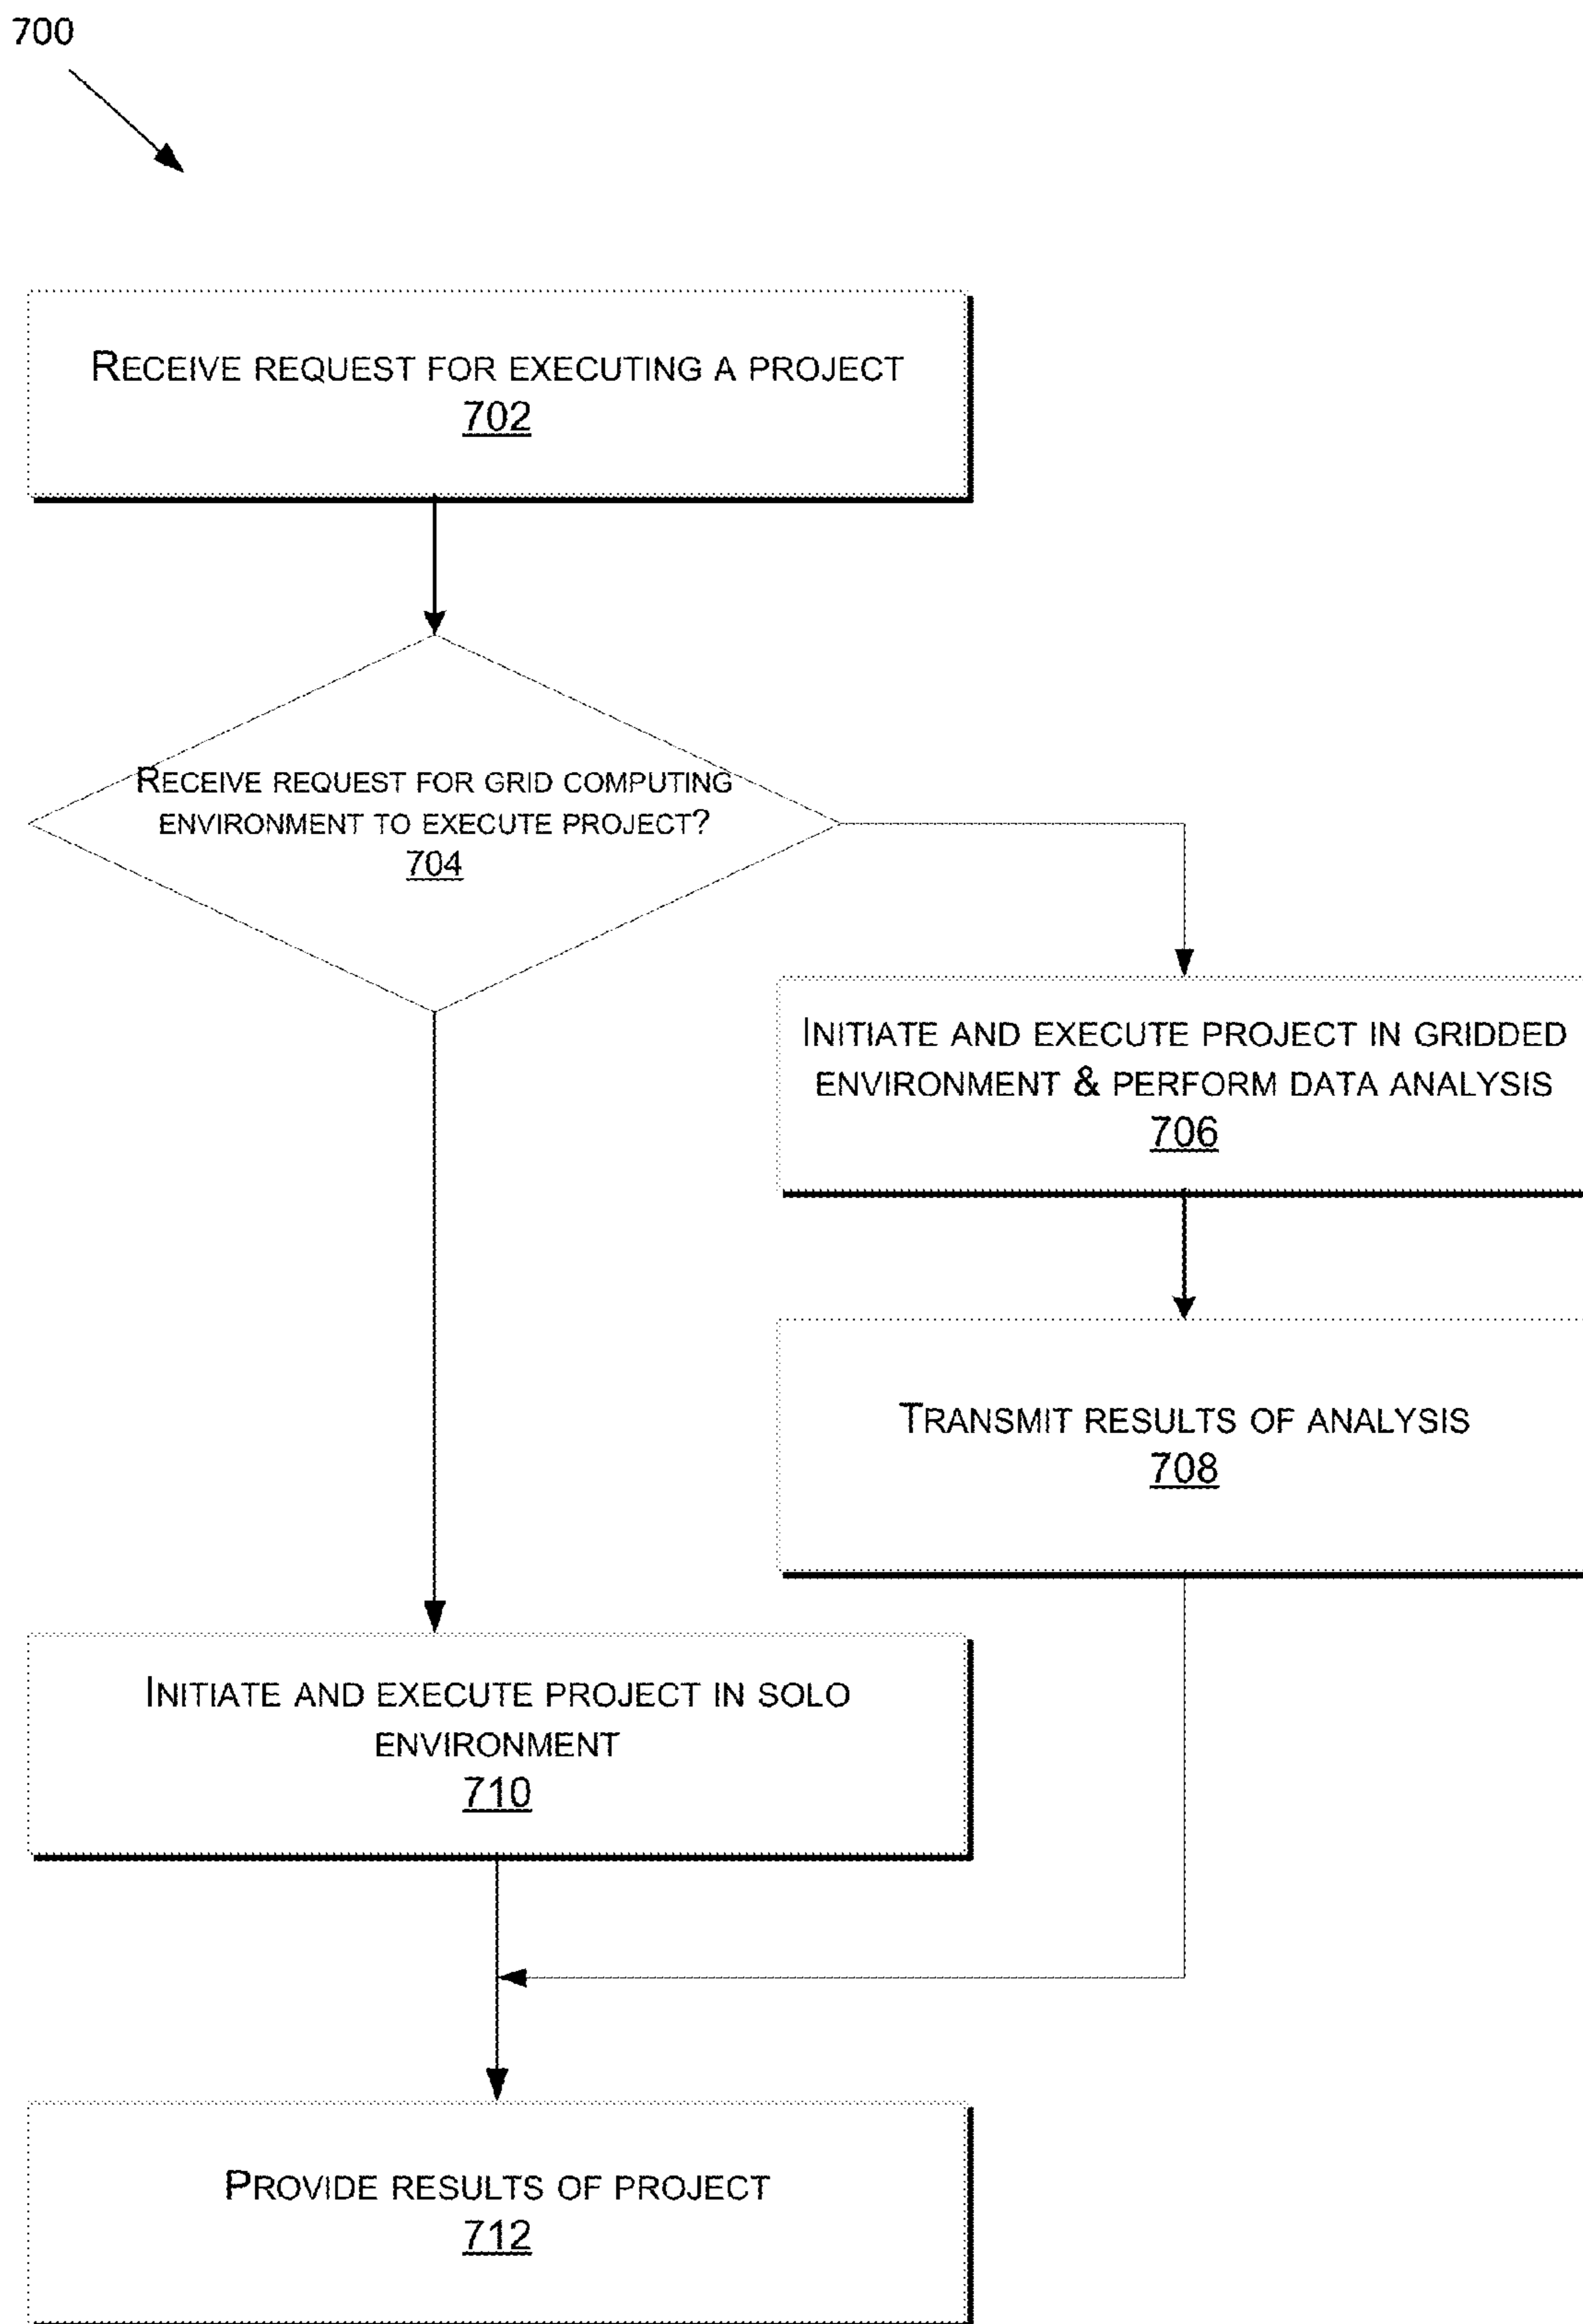 700
RECEIVE REQUEST FOR EXECUTING A PROJECT
702
RECEIVE REQUEST FOR GRID COMPUTING
ENVIRONMENT TO EXECUTE PROJECT?
704
INITIATE AND EXECUTE PROJECT IN GRIDDED
ENVIRONMENT & PERFORM DATA ANALYSIS
706
TRANSMIT RESULTS OF ANALYSIS
708
INITIATE AND EXECUTE PROJECT IN SOLO
ENVIRONMENT
710
PROVIDE RESULTS OF PROJECT
712